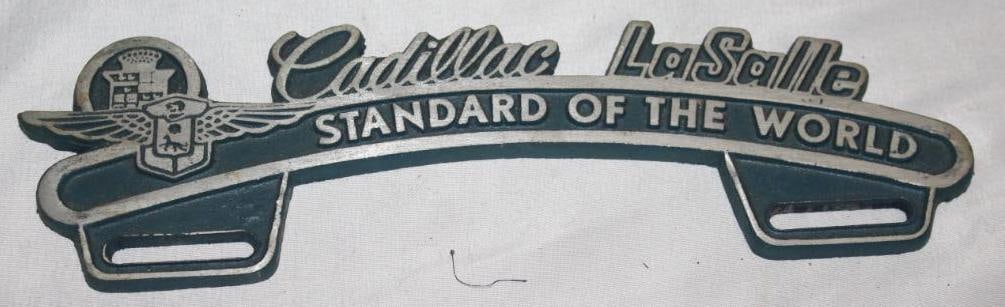 Cadillac LaSalle
STANDARD OF THE WORLD